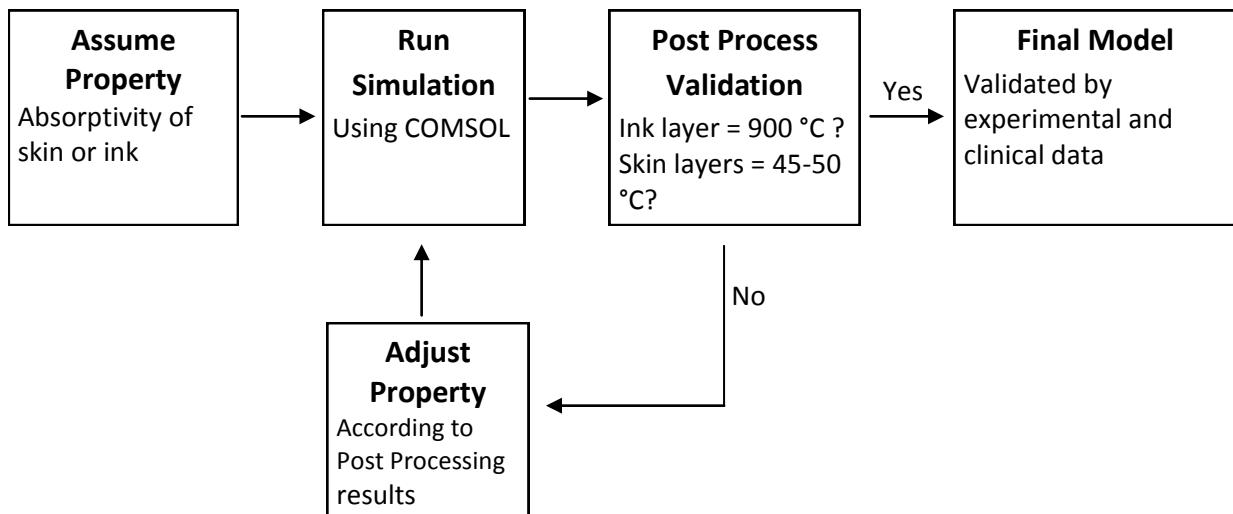 Assume
Property
Absorptivity of
skin or ink
Run
Simulation
Using COMSOL
Post Process
Validation
Ink layer = 900 °C ?
Skin layers = 45-50
°C?
Yes
Final Model
Validated by
experimental and
clinical data
No
Adjust
Property
According to
Post Processing
results